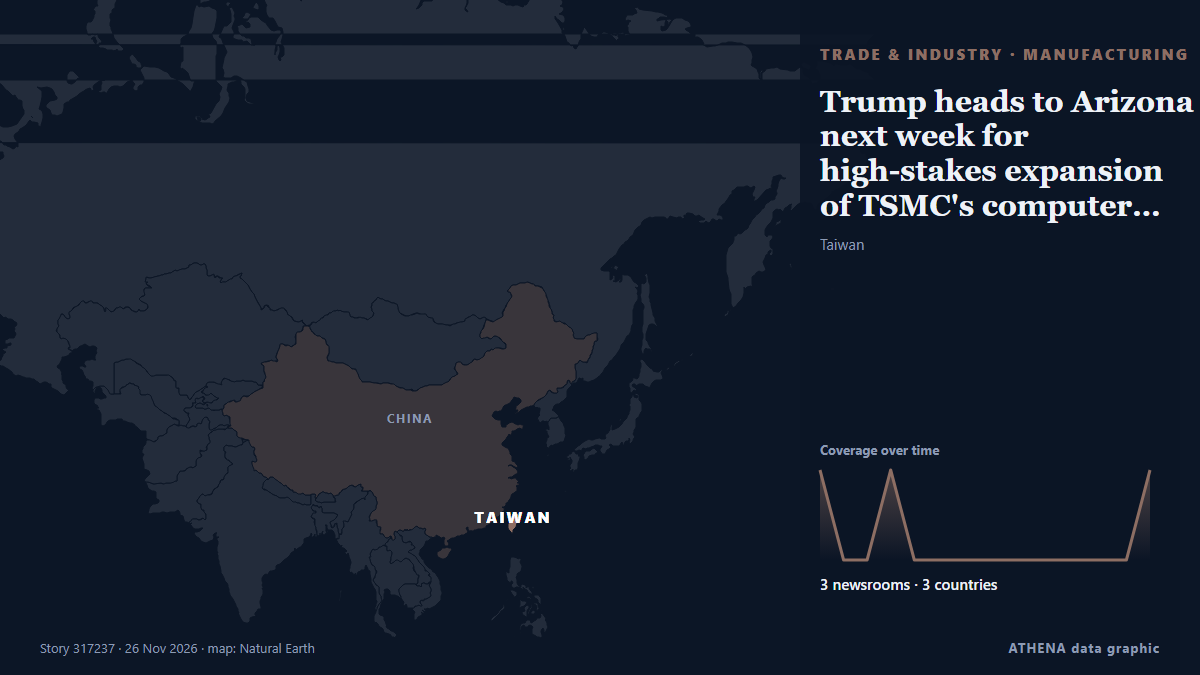 TRADE & INDUSTRY · MANUFACTURING
Trump heads to Arizona
next week for
high-stakes expansion
of TSMC's computer...
Taiwan
CHINA
TAIWAN
Coverage over time
3 newsrooms · 3 countries
Story 317237 · 26 Nov 2026 · map: Natural Earth
ATHENA data graphic